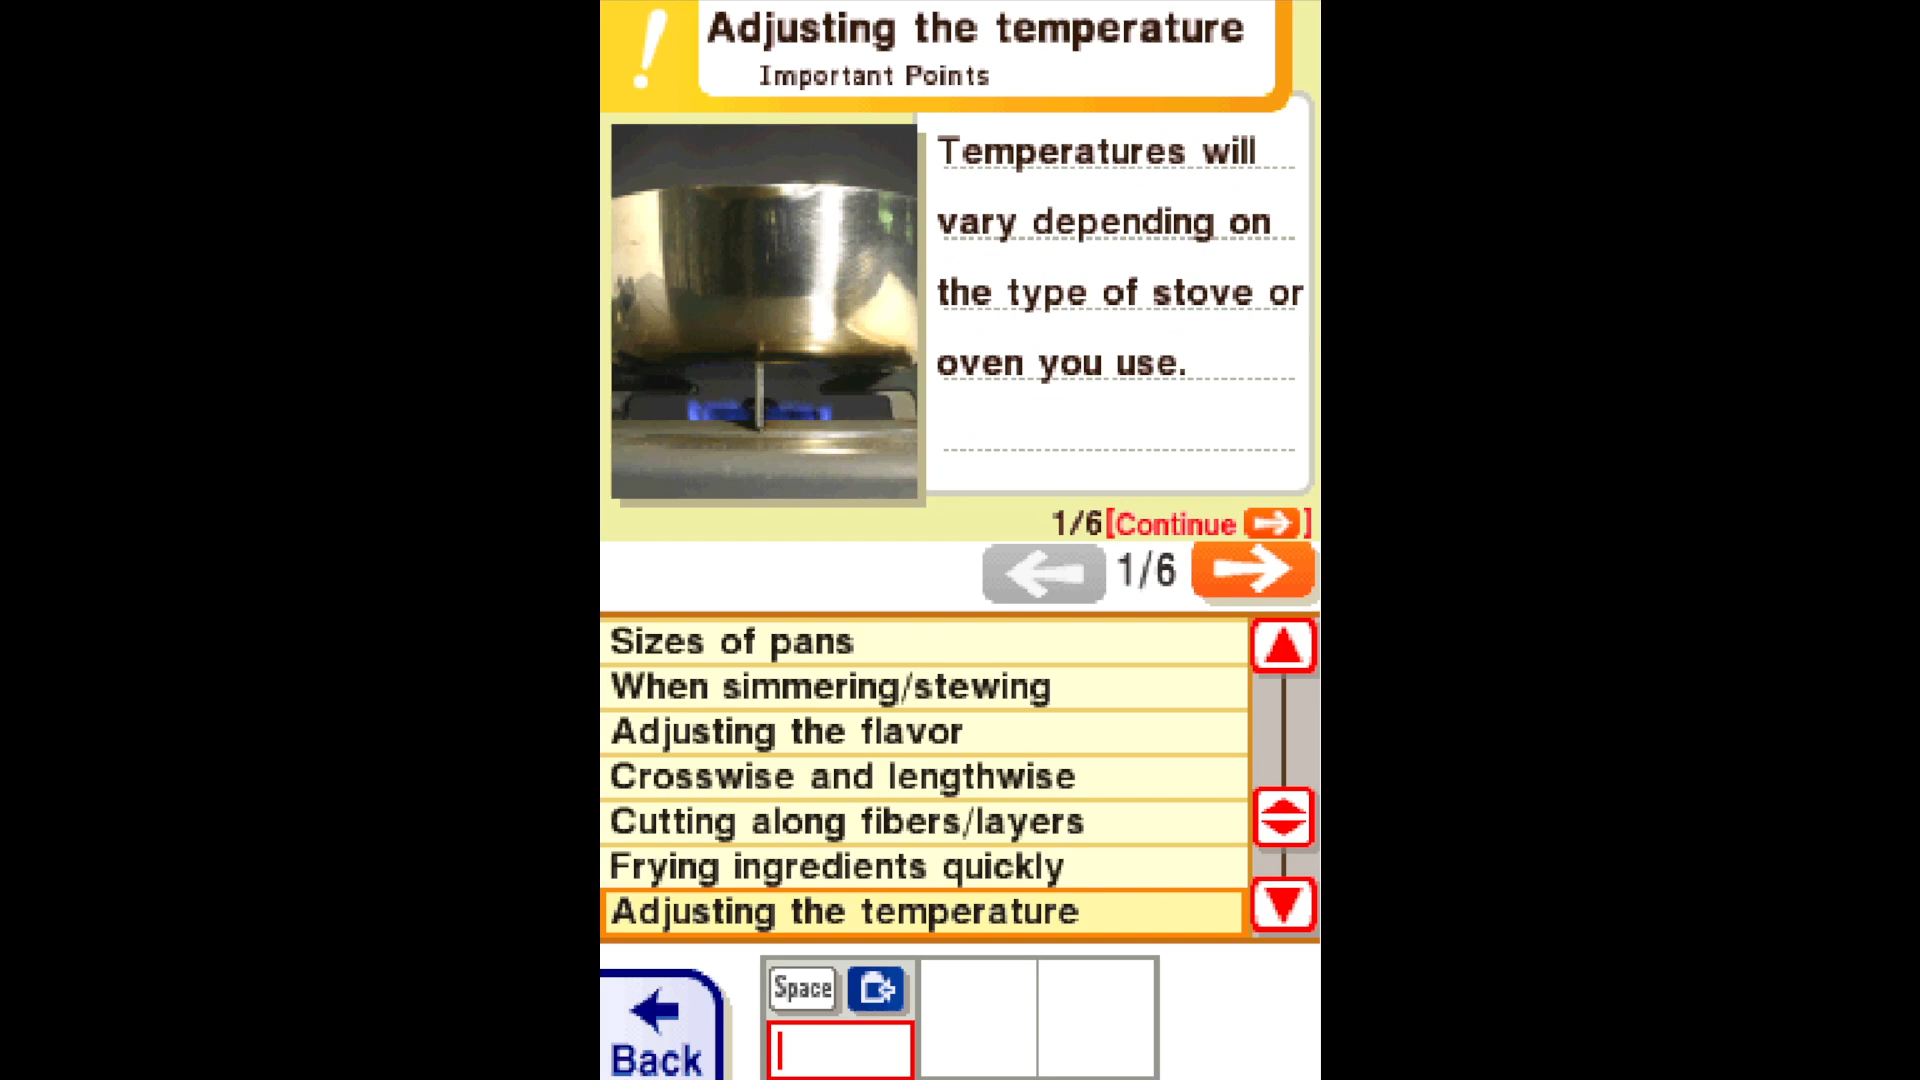 Adjusting the temperature
Important Points
Temperatures will
vary depending on
the type of stove or
oven you use.
1/6[Continue ]
1/6
Sizes of pans
When simmering/stewing
Adjusting the flavor
Crosswise and lengthwise
Cutting along fibers/layers
Frying ingredients quickly
Adjusting the temperature
Space
Back